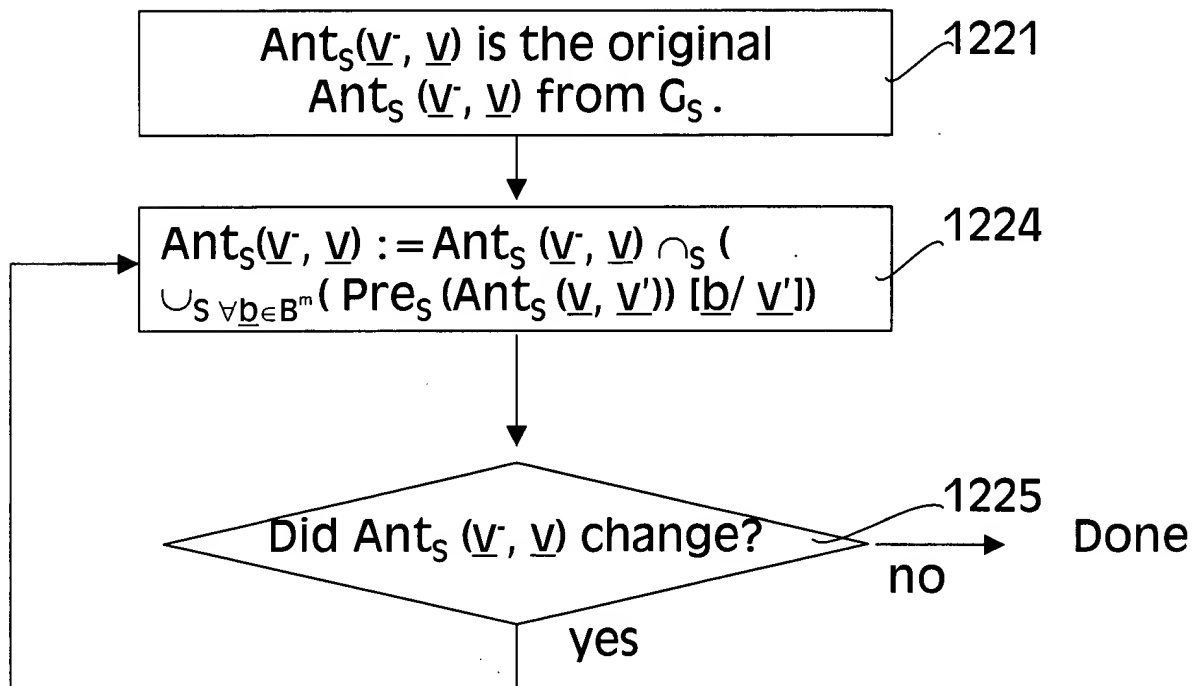 Ant_S(v̲⁻, v̲) is the original
Ant_S (v̲⁻, v̲) from G_S .
1221
Ant_S(v̲⁻, v̲) := Ant_S (v̲⁻, v̲) ∩_S (
∪_S ∀b̲∈Bᵐ ( Pre_S (Ant_S (v̲, v̲')) [b̲/ v̲'])
1224
Did Ant_S (v̲⁻, v̲) change?
1225
Done
no
yes